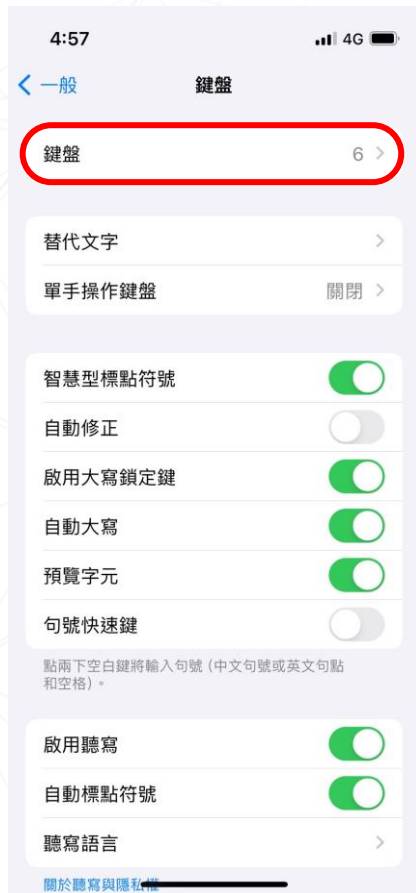 4:57
4G
一般
鍵盤
鍵盤 6
替代文字
單手操作鍵盤 關閉
智慧型標點符號
自動修正
啟用大寫鎖定鍵
自動大寫
預覽字元
句號快速鍵
點兩下空白鍵將輸入句號 (中文句號或英文句點
和空格)。
啟用聽寫
自動標點符號
聽寫語言
關於聽寫與隱私權